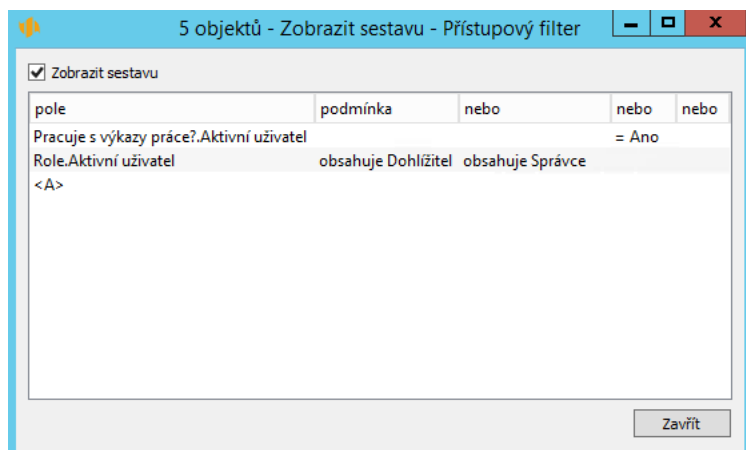 5 objektů - Zobrazit sestavu - Přístupový filter
Zobrazit sestavu
pole podmínka nebo nebo nebo
Pracuje s výkazy práce?.Aktivní uživatel = Ano
Role.Aktivní uživatel obsahuje Dohlížitel obsahuje Správce
<A>
Zavřít